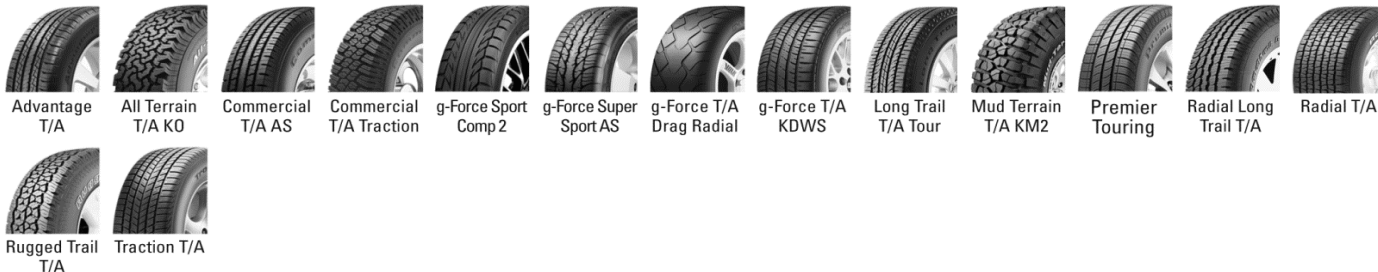 Advantage
T/A
All Terrain
T/A KO
Commercial
T/A AS
Commercial
T/A Traction
g-Force Sport
Comp 2
g-Force Super
Sport AS
g-Force T/A
Drag Radial
g-Force T/A
KDWS
Long Trail
T/A Tour
Mud Terrain
T/A KM2
Premier
Touring
Radial Long
Trail T/A
Radial T/A
Rugged Trail
T/A
Traction T/A